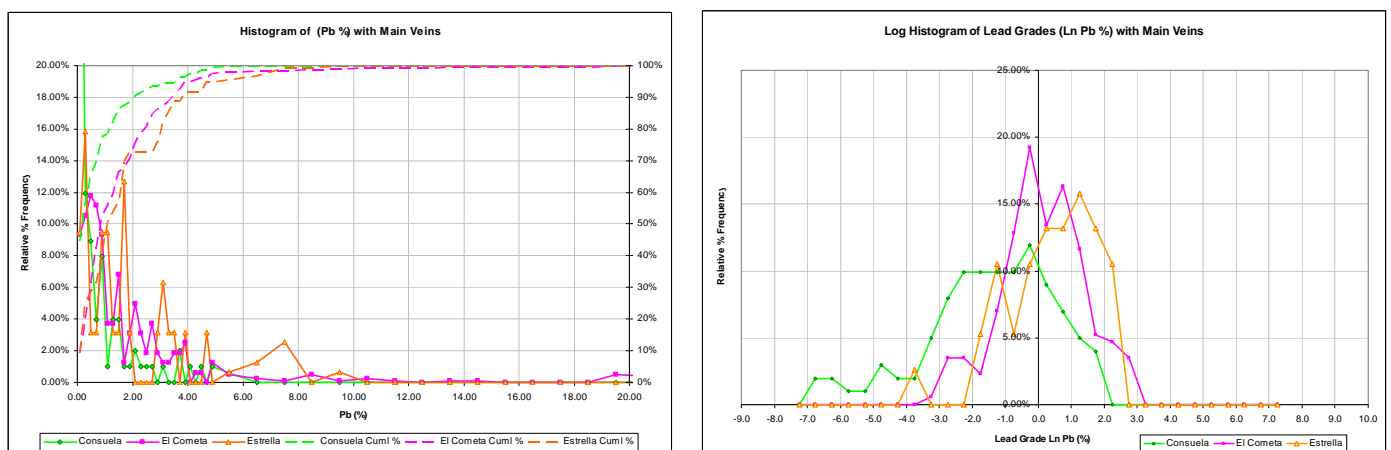 Histogram of (Pb %) with Main Veins
20.00%
18.00%
16.00%
14.00%
12.00%
10.00%
8.00%
6.00%
4.00%
2.00%
0.00%
Relative % Frequency
100%
90%
80%
70%
60%
50%
40%
30%
20%
10%
0%
0.00 2.00 4.00 6.00 8.00 10.00 12.00 14.00 16.00 18.00 20.00
Pb (%)
Consuela El Cometa Estrella Consuela Cuml % El Cometa Cuml % Estrella Cuml %
Log Histogram of Lead Grades (Ln Pb %) with Main Veins
25.00%
20.00%
15.00%
10.00%
5.00%
0.00%
Relative % Frequency)
-9.0 -8.0 -7.0 -6.0 -5.0 -4.0 -3.0 -2.0 -1.0 0.0 1.0 2.0 3.0 4.0 5.0 6.0 7.0 8.0 9.0 10.0
Lead Grade Ln Pb (%)
Consuela El Cometa Estrella